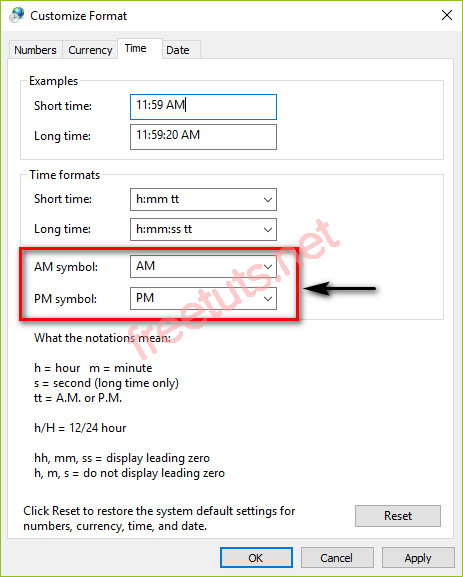 Customize Format
Numbers Currency Time Date
Examples
Short time: 11:59 AM
Long time: 11:59:20 AM
Time formats
Short time: h:mm tt
Long time: h:mm:ss tt
AM symbol: AM
PM symbol: PM
freetuts.net
What the notations mean:
h = hour m = minute
s = second (long time only)
tt = A.M. or P.M.
h/H = 12/24 hour
hh, mm, ss = display leading zero
h, m, s = do not display leading zero
Click Reset to restore the system default settings for
numbers, currency, time, and date.
Reset
OK Cancel Apply